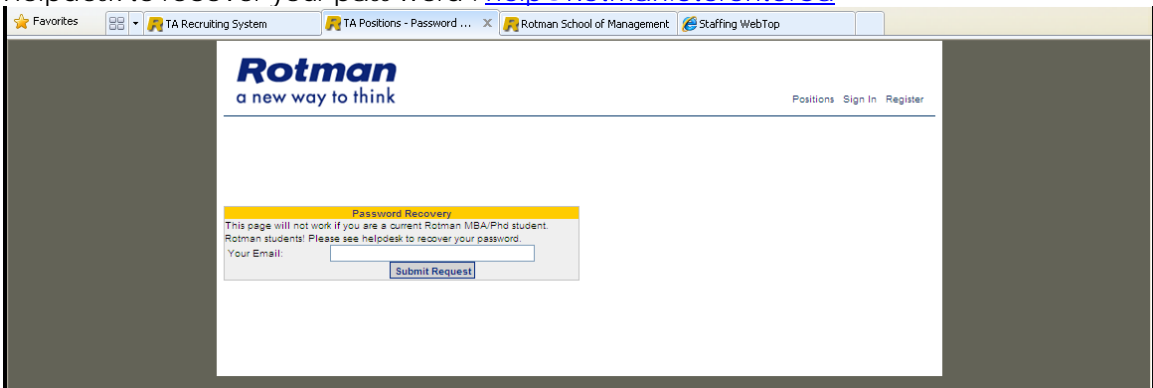 Favorites TA Recruiting System TA Positions - Password ... Rotman School of Management Staffing WebTop
Rotman
a new way to think
Positions Sign In Register
Password Recovery
This page will not work if you are a current Rotman MBA/Phd student.
Rotman students! Please see helpdesk to recover your password.
Your Email:
Submit Request